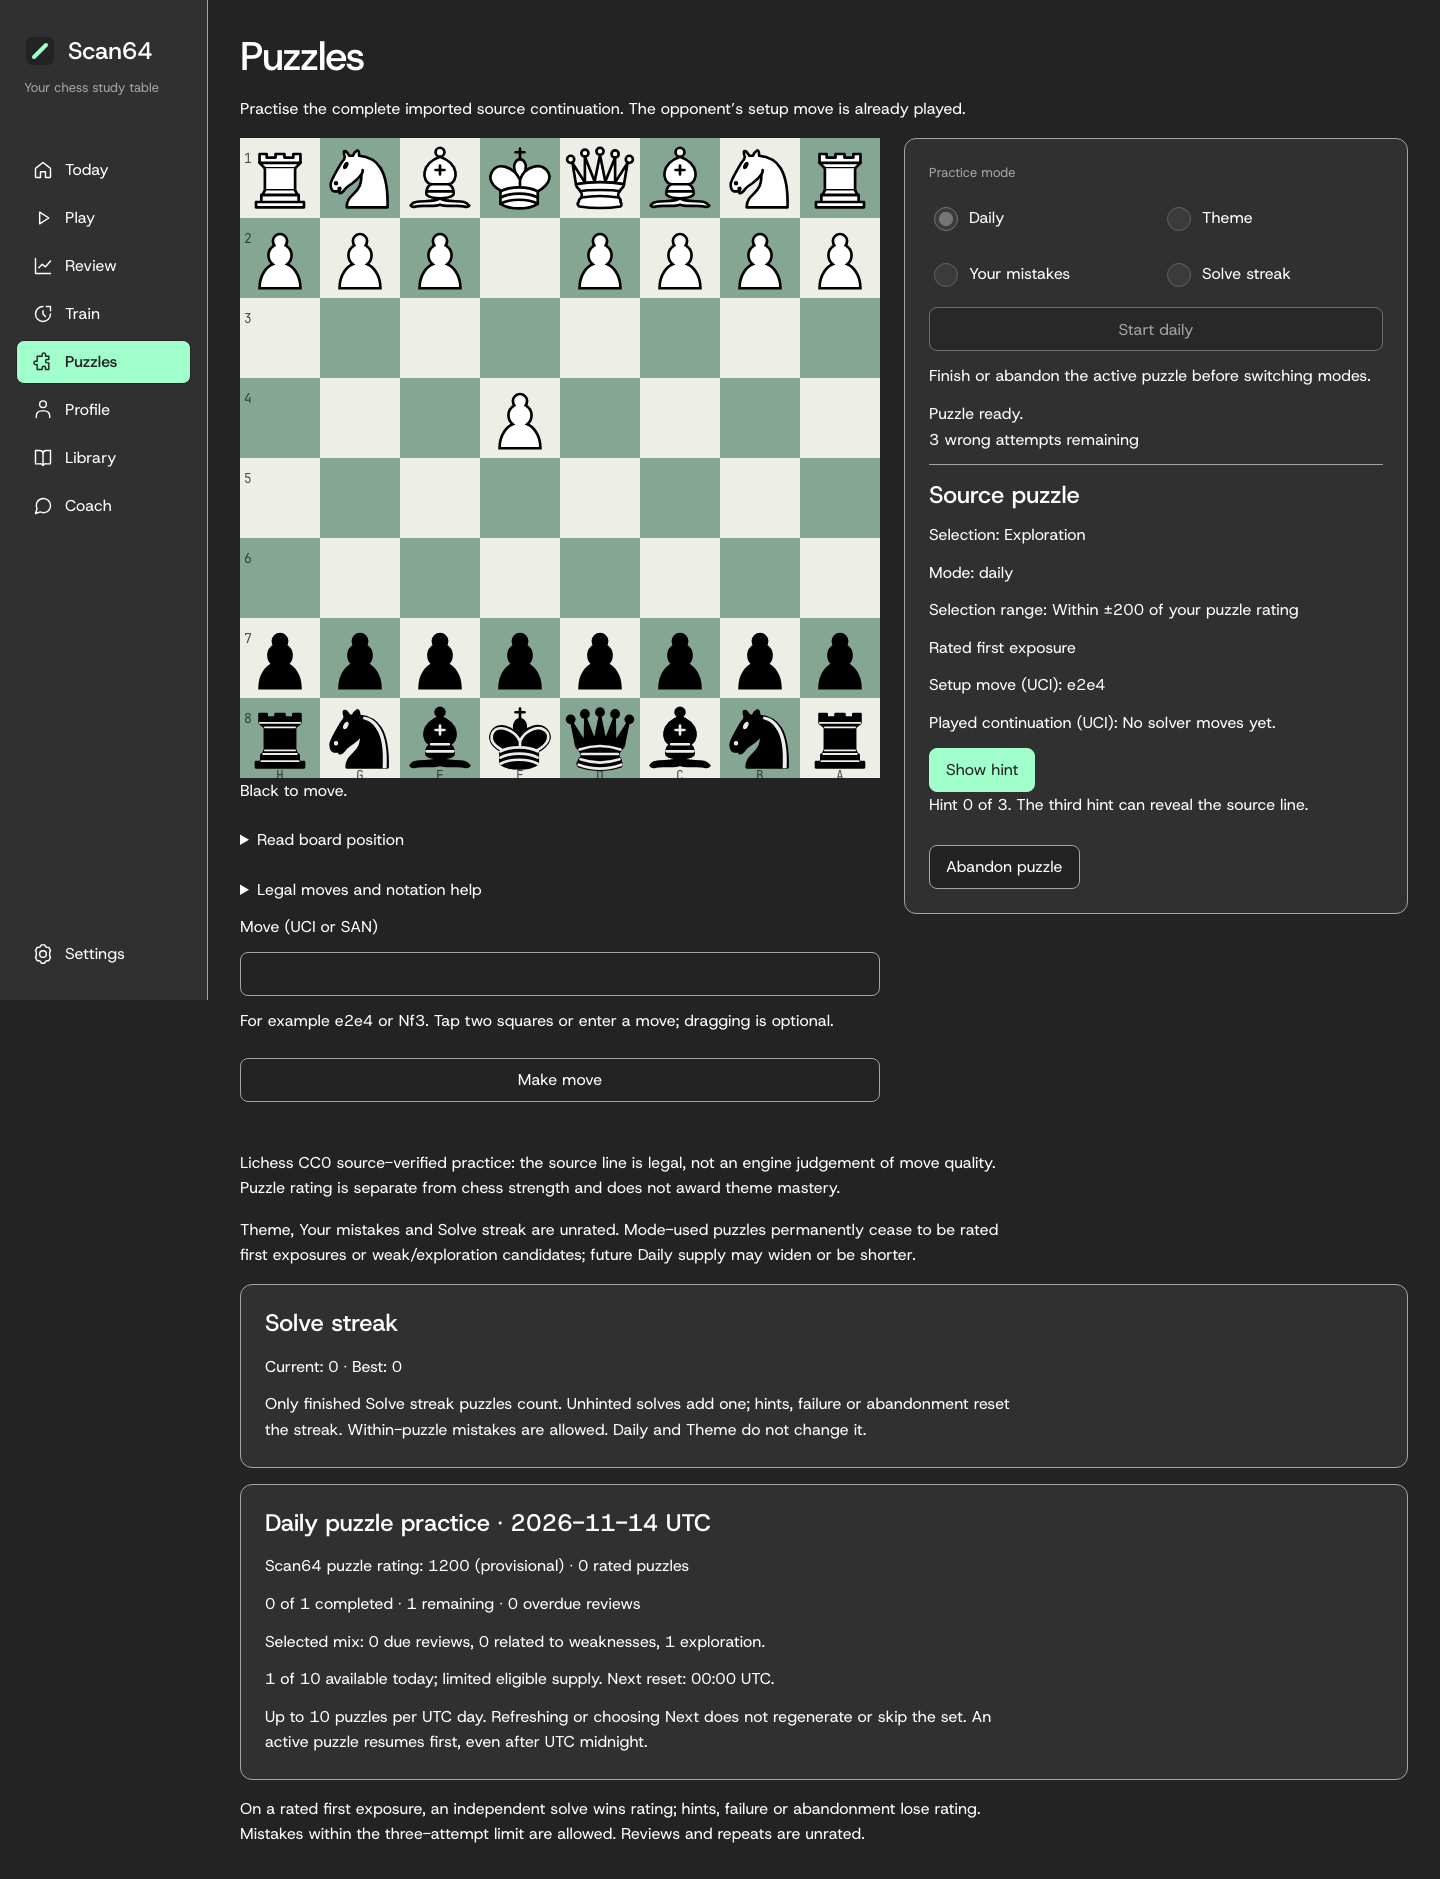 Scan64
Your chess study table
Today
Play
Review
Train
Puzzles
Profile
Library
Coach
Settings
Puzzles
Practise the complete imported source continuation. The opponent’s setup move is already played.
1
2
3
4
5
6
7
8
H
G
F
E
D
C
B
A
Black to move.
Read board position
Legal moves and notation help
Move (UCI or SAN)
For example e2e4 or Nf3. Tap two squares or enter a move; dragging is optional.
Make move
Practice mode
Daily
Theme
Your mistakes
Solve streak
Start daily
Finish or abandon the active puzzle before switching modes.
Puzzle ready.
3 wrong attempts remaining
Source puzzle
Selection: Exploration
Mode: daily
Selection range: Within ±200 of your puzzle rating
Rated first exposure
Setup move (UCI): e2e4
Played continuation (UCI): No solver moves yet.
Show hint
Hint 0 of 3. The third hint can reveal the source line.
Abandon puzzle
Lichess CC0 source-verified practice: the source line is legal, not an engine judgement of move quality.
Puzzle rating is separate from chess strength and does not award theme mastery.
Theme, Your mistakes and Solve streak are unrated. Mode-used puzzles permanently cease to be rated
first exposures or weak/exploration candidates; future Daily supply may widen or be shorter.
Solve streak
Current: 0 · Best: 0
Only finished Solve streak puzzles count. Unhinted solves add one; hints, failure or abandonment reset
the streak. Within-puzzle mistakes are allowed. Daily and Theme do not change it.
Daily puzzle practice · 2026-11-14 UTC
Scan64 puzzle rating: 1200 (provisional) · 0 rated puzzles
0 of 1 completed · 1 remaining · 0 overdue reviews
Selected mix: 0 due reviews, 0 related to weaknesses, 1 exploration.
1 of 10 available today; limited eligible supply. Next reset: 00:00 UTC.
Up to 10 puzzles per UTC day. Refreshing or choosing Next does not regenerate or skip the set. An
active puzzle resumes first, even after UTC midnight.
On a rated first exposure, an independent solve wins rating; hints, failure or abandonment lose rating.
Mistakes within the three-attempt limit are allowed. Reviews and repeats are unrated.